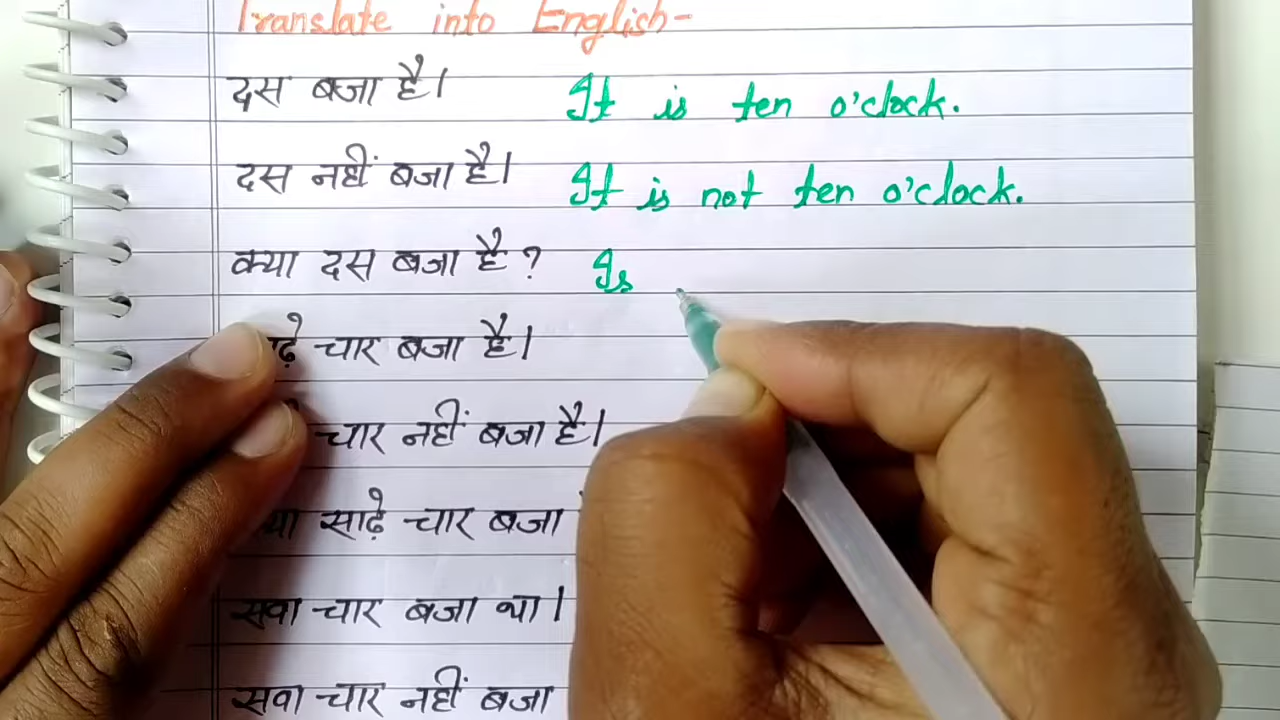 Translate into English-
दस बजा है। It is ten o'clock.
दस नहीं बजा है। It is not ten o'clock.
क्या दस बजा है? Is
चार बजा है।
चार नहीं बजा है।
साढ़े चार बजा
सवा चार बजा था।
सवा चार नहीं बजा